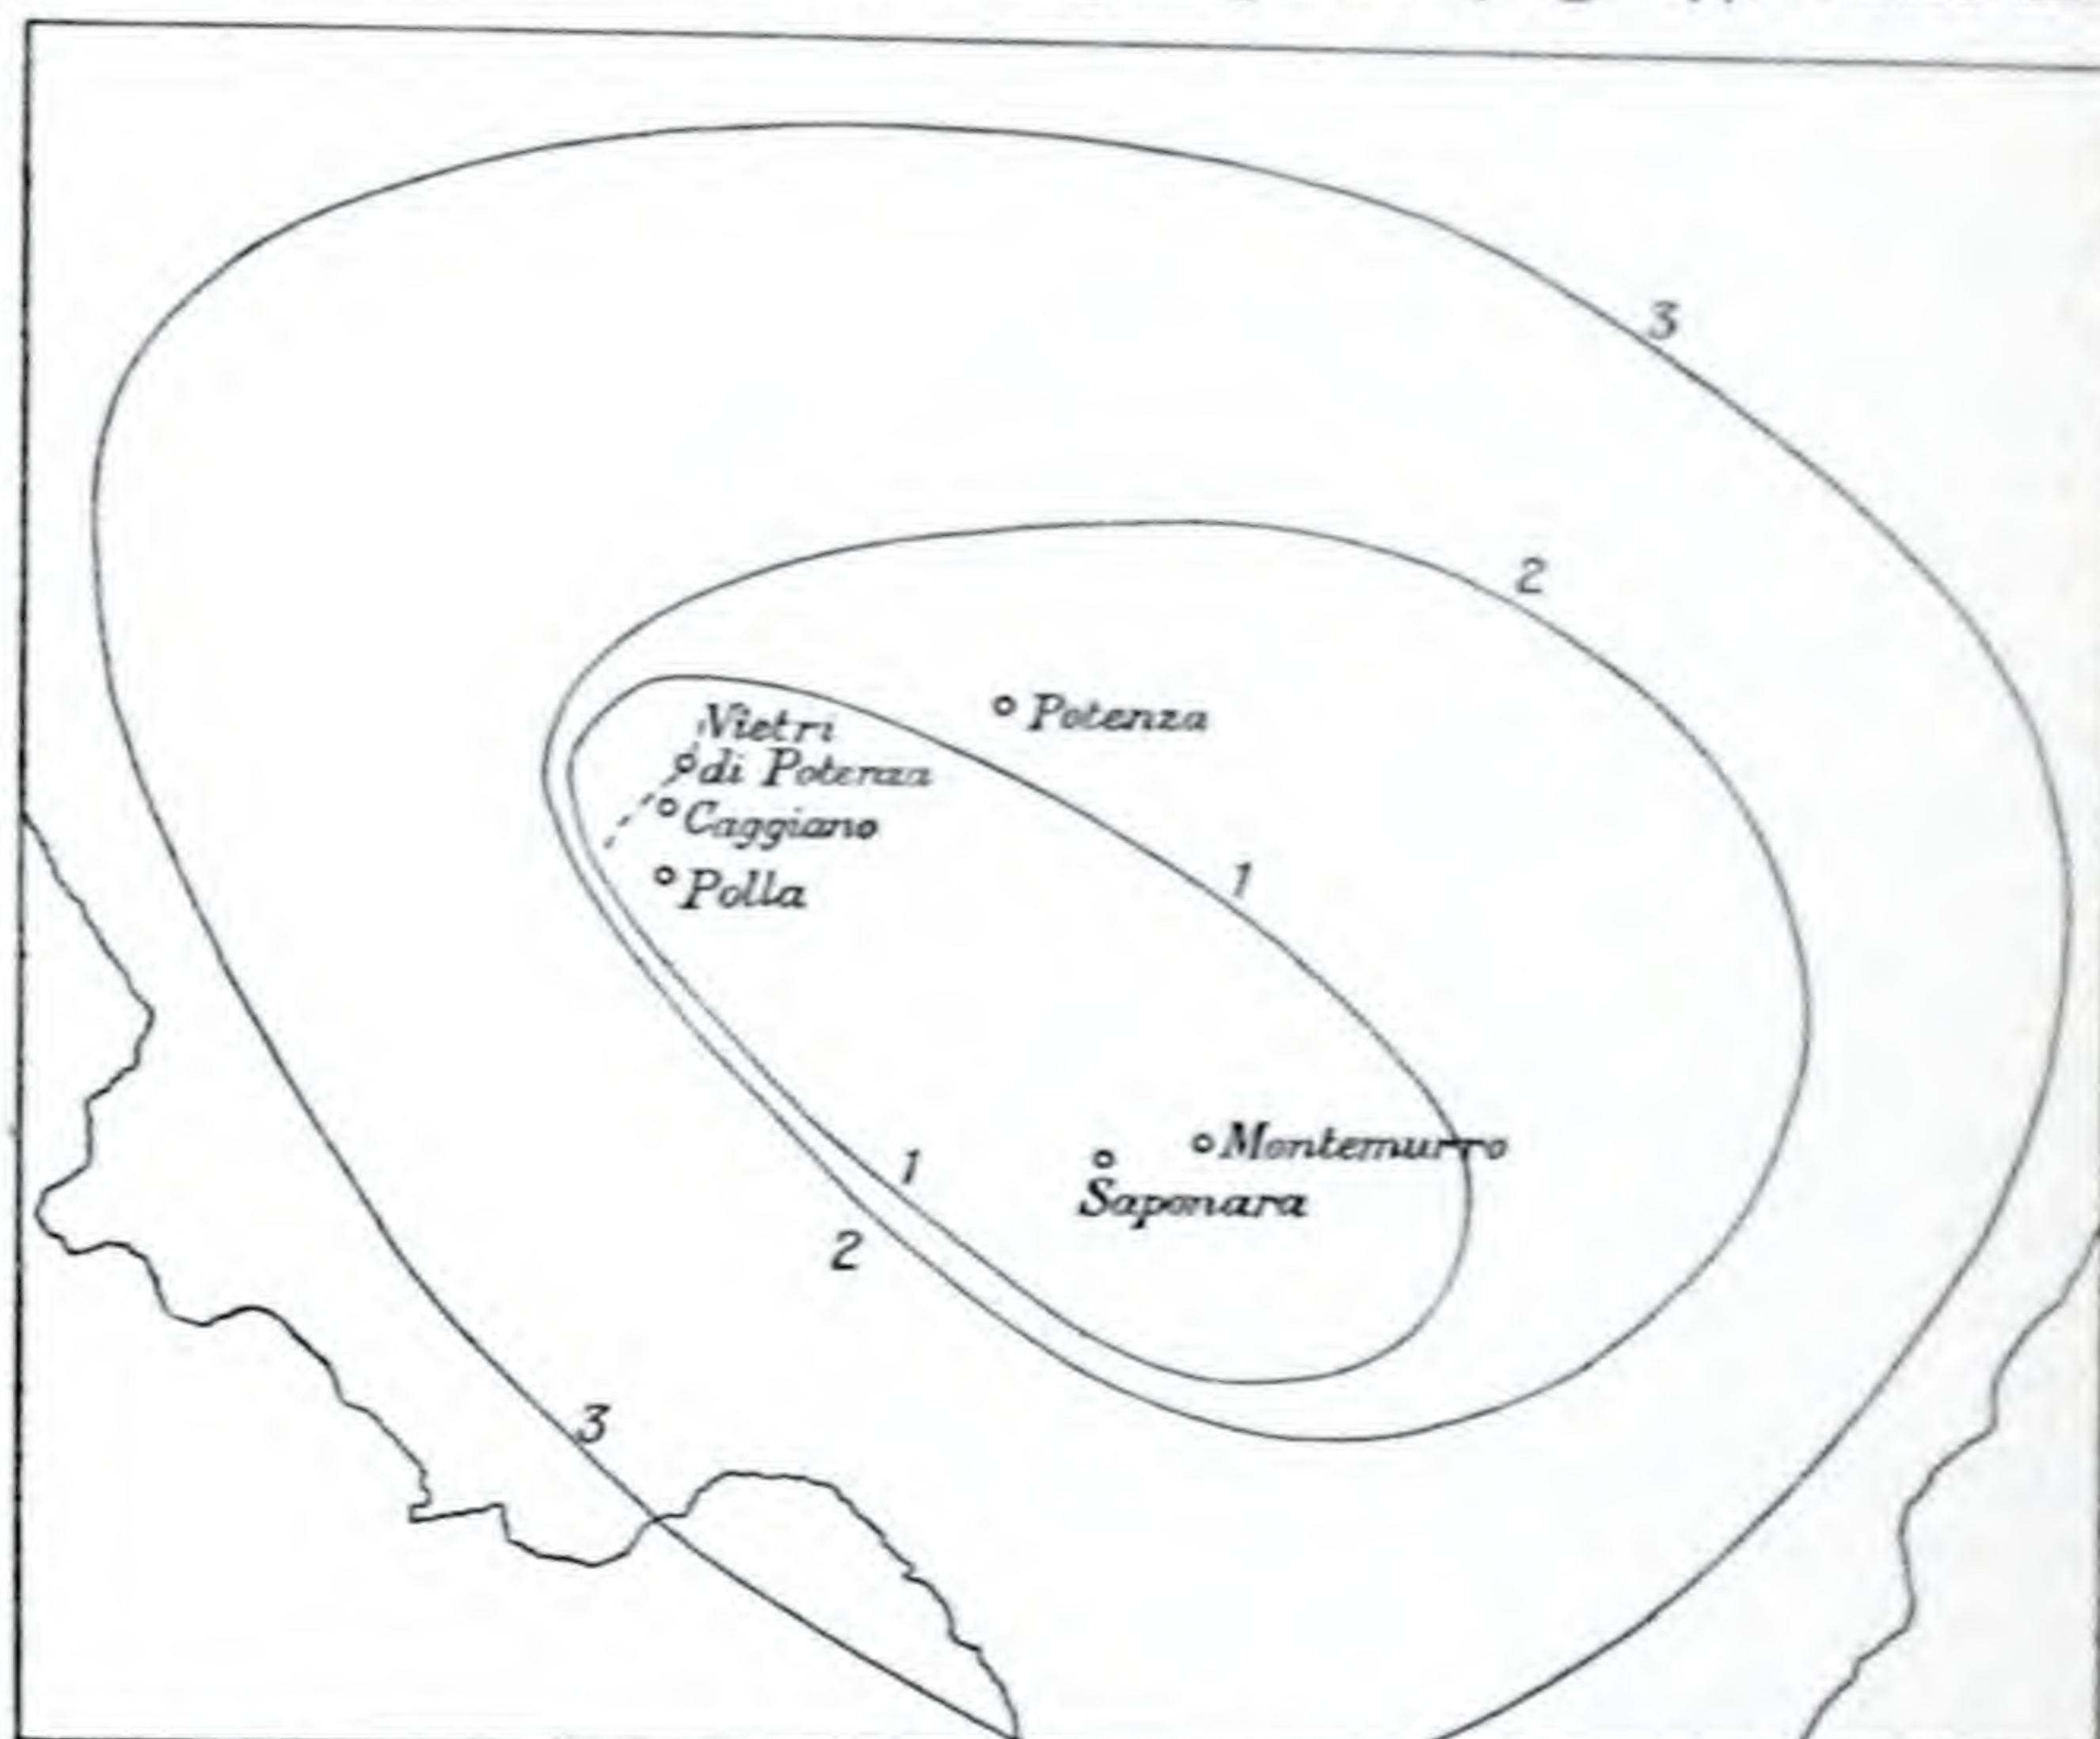 3
2
Potenza
Vietri
di Potenza
Caggiano
Polla
1
Montemurro
1
Saponara
2
3